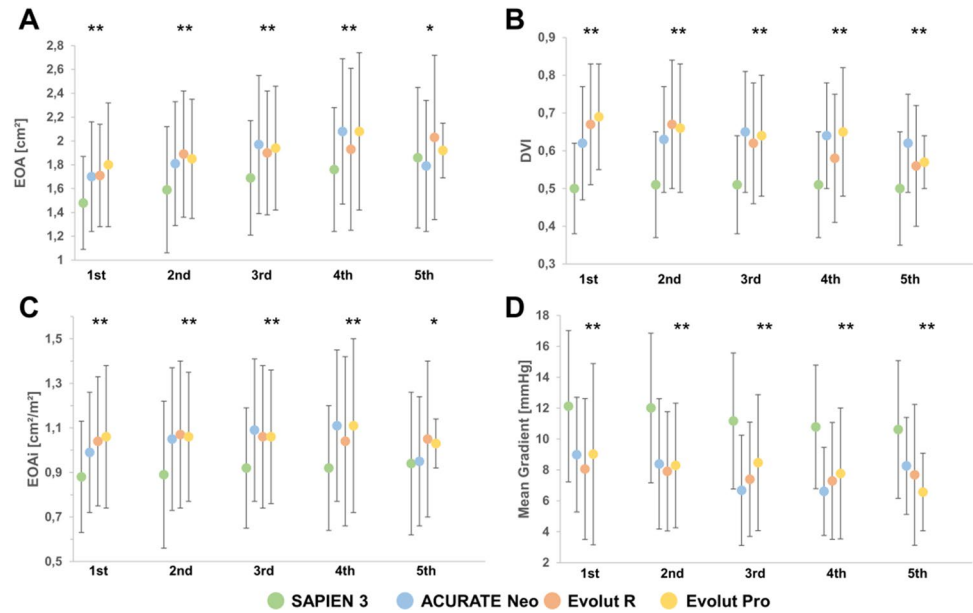 A
** ** ** ** *
EOA [cm²]
2,8
2,6
2,4
2,2
2
1,8
1,6
1,4
1,2
1
1st 2nd 3rd 4th 5th
B
** ** ** ** **
DVI
0,9
0,8
0,7
0,6
0,5
0,4
0,3
1st 2nd 3rd 4th 5th
C
** ** ** ** *
EOAi [cm²/m²]
1,5
1,3
1,1
0,9
0,7
0,5
1st 2nd 3rd 4th 5th
D
** ** ** ** **
Mean Gradient [mmHg]
18
16
14
12
10
8
6
4
2
1st 2nd 3rd 4th 5th
SAPIEN 3 ACURATE Neo Evolut R Evolut Pro